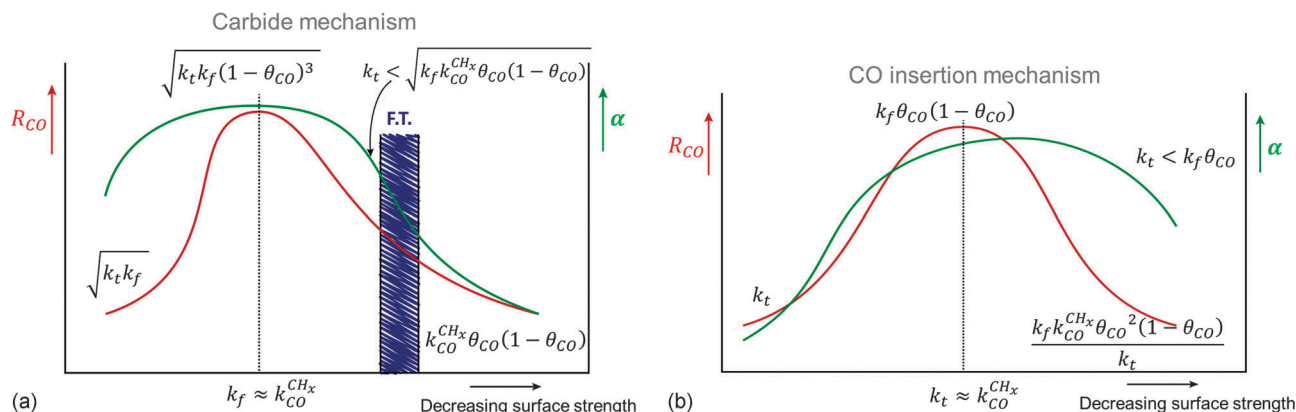 Carbide mechanism
√(k_t k_f (1 − θ_CO)³)
k_t < √(k_f k_CO^{CHx} θ_CO (1 − θ_CO))
R_CO
F.T.
α
√(k_t k_f)
k_CO^{CHx} θ_CO (1 − θ_CO)
(a)
k_f ≈ k_CO^{CHx}
Decreasing surface strength
CO insertion mechanism
k_f θ_CO (1 − θ_CO)
R_CO
α
k_t < k_f θ_CO
k_t
k_f k_CO^{CHx} θ_CO² (1 − θ_CO)
k_t
(b)
k_t ≈ k_CO^{CHx}
Decreasing surface strength